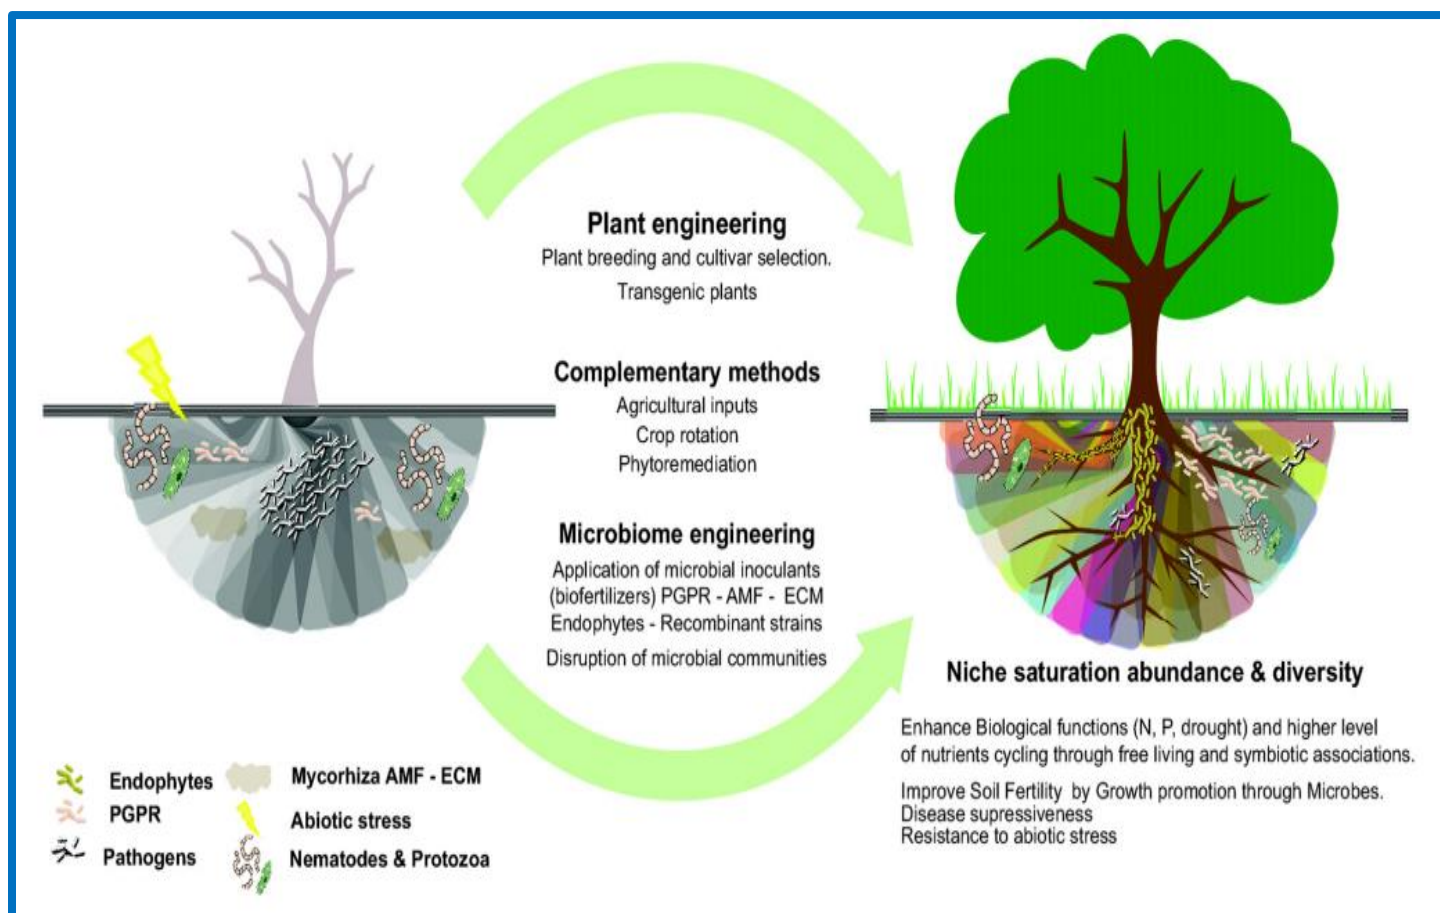 Plant engineering
Plant breeding and cultivar selection.
Transgenic plants
Complementary methods
Agricultural inputs
Crop rotation
Phytoremediation
Microbiome engineering
Application of microbial inoculants
(biofertilizers) PGPR - AMF - ECM
Endophytes - Recombinant strains
Disruption of microbial communities
Niche saturation abundance & diversity
Enhance Biological functions (N, P, drought) and higher level
of nutrients cycling through free living and symbiotic associations.
Improve Soil Fertility by Growth promotion through Microbes.
Disease supressiveness
Resistance to abiotic stress
Endophytes
PGPR
Pathogens
Mycorhiza AMF - ECM
Abiotic stress
Nematodes & Protozoa